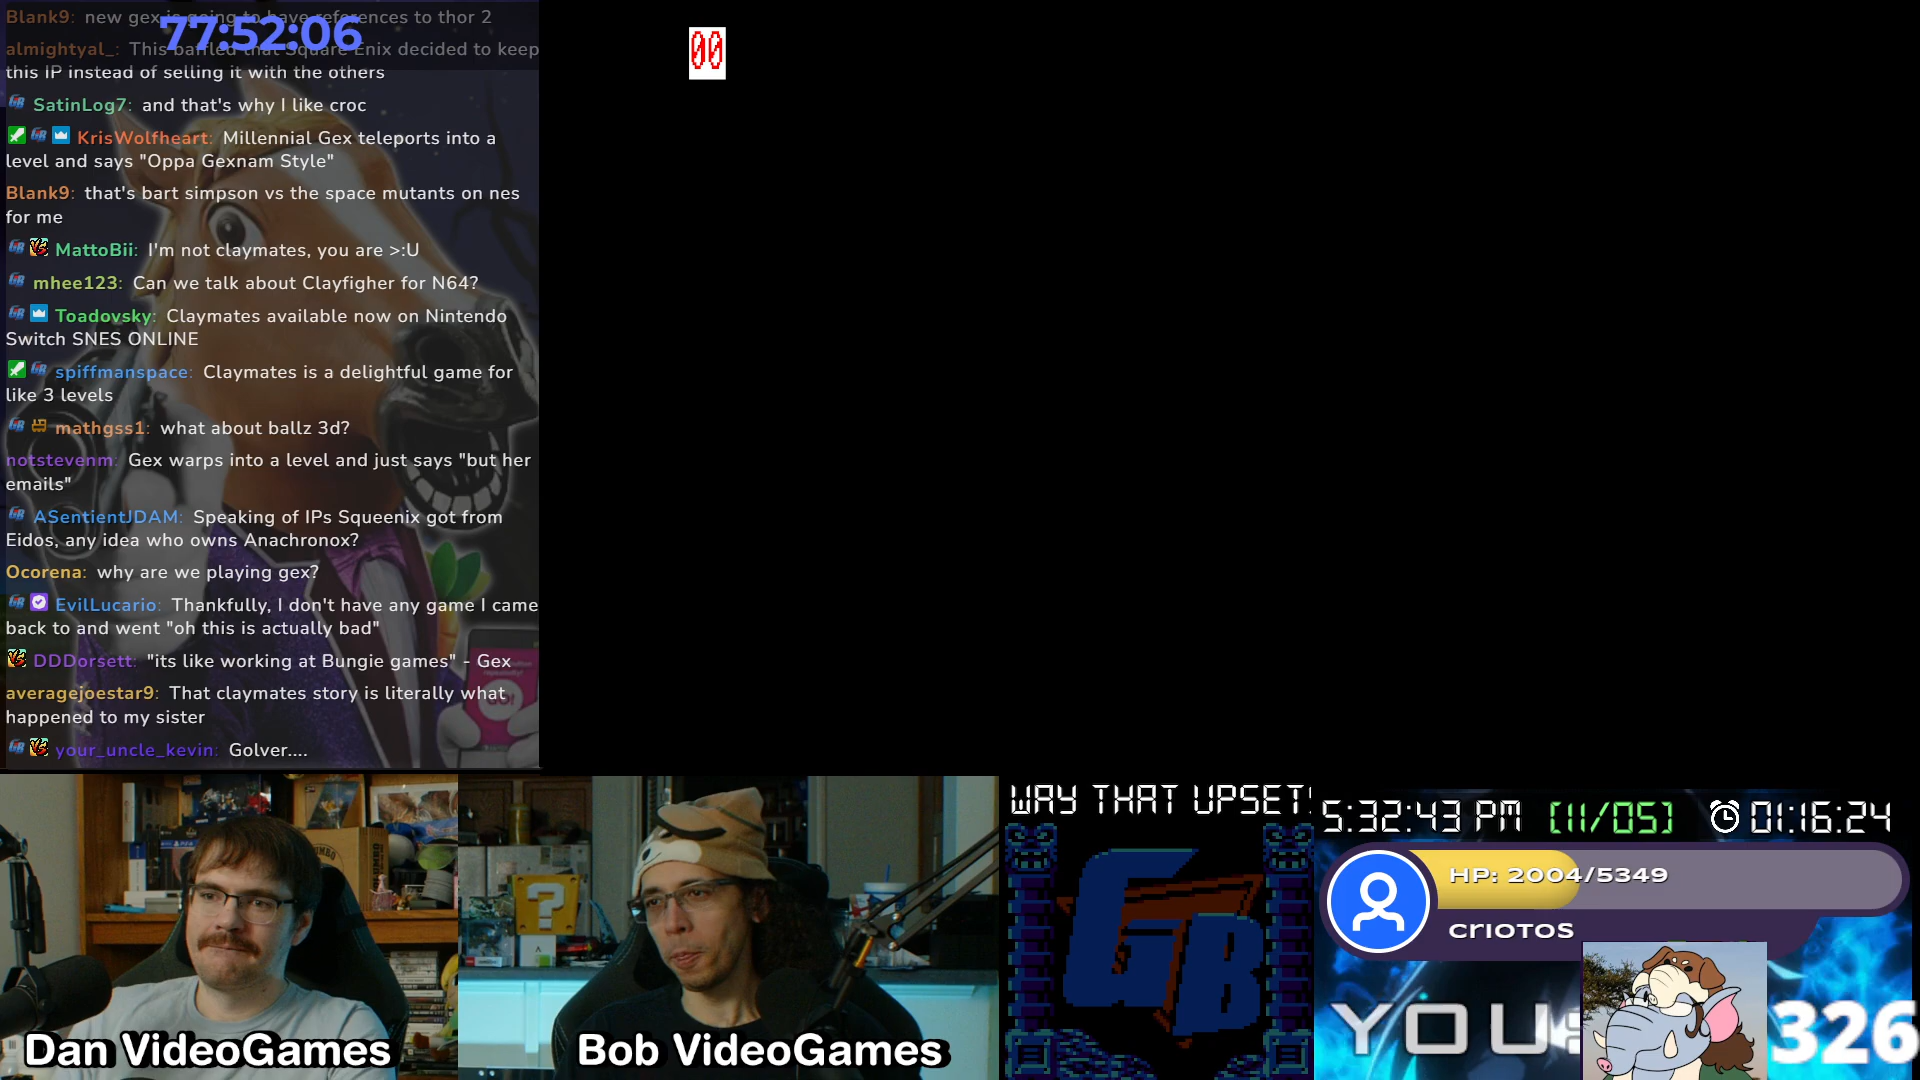 Blank9: new gex is going to have references to thor 2
77:52:06
almightyal_: This baffled that Square Enix decided to keep
this IP instead of selling it with the others
SatinLog7: and that's why I like croc
KrisWolfheart: Millennial Gex teleports into a
level and says "Oppa Gexnam Style"
Blank9: that's bart simpson vs the space mutants on nes
for me
MattoBii: I'm not claymates, you are >:U
mhee123: Can we talk about Clayfigher for N64?
Toadovsky: Claymates available now on Nintendo
Switch SNES ONLINE
spiffmanspace: Claymates is a delightful game for
like 3 levels
mathgss1: what about ballz 3d?
notstevenm: Gex warps into a level and just says "but her
emails"
ASentientJDAM: Speaking of IPs Squeenix got from
Eidos, any idea who owns Anachronox?
Ocorena: why are we playing gex?
EvilLucario: Thankfully, I don't have any game I came
back to and went "oh this is actually bad"
DDDorsett: "its like working at Bungie games" - Gex
averagejoestar9: That claymates story is literally what
happened to my sister
your_uncle_kevin: Golver....
00
Dan VideoGames
Bob VideoGames
WAY THAT UPSET
GB
5:32:43 PM [11/05] 01:16:24
HP: 2004/5349
CRIOTOS
YOU
326